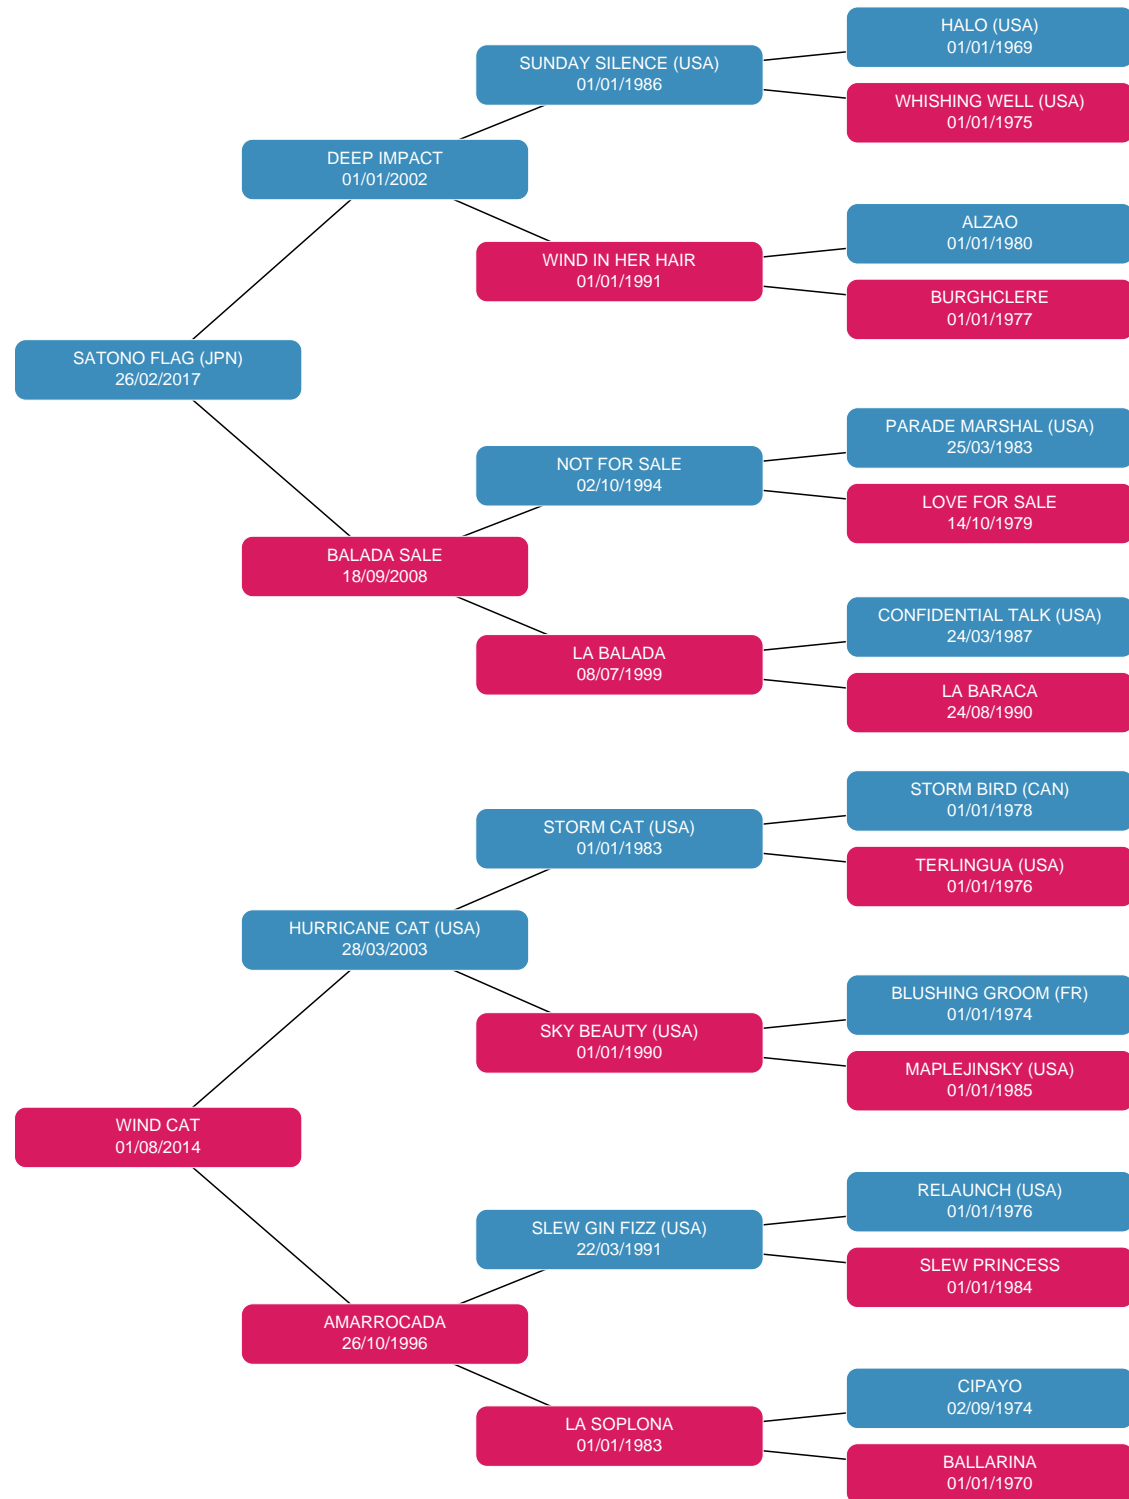 HALO (USA)
01/01/1969
SUNDAY SILENCE (USA)
01/01/1986
WHISHING WELL (USA)
01/01/1975
DEEP IMPACT
01/01/2002
ALZAO
01/01/1980
WIND IN HER HAIR
01/01/1991
BURGHCLERE
01/01/1977
SATONO FLAG (JPN)
26/02/2017
PARADE MARSHAL (USA)
25/03/1983
NOT FOR SALE
02/10/1994
LOVE FOR SALE
14/10/1979
BALADA SALE
18/09/2008
CONFIDENTIAL TALK (USA)
24/03/1987
LA BALADA
08/07/1999
LA BARACA
24/08/1990
STORM BIRD (CAN)
01/01/1978
STORM CAT (USA)
01/01/1983
TERLINGUA (USA)
01/01/1976
HURRICANE CAT (USA)
28/03/2003
BLUSHING GROOM (FR)
01/01/1974
SKY BEAUTY (USA)
01/01/1990
MAPLEJINSKY (USA)
01/01/1985
WIND CAT
01/08/2014
RELAUNCH (USA)
01/01/1976
SLEW GIN FIZZ (USA)
22/03/1991
SLEW PRINCESS
01/01/1984
AMARROCADA
26/10/1996
CIPAYO
02/09/1974
LA SOPLONA
01/01/1983
BALLARINA
01/01/1970